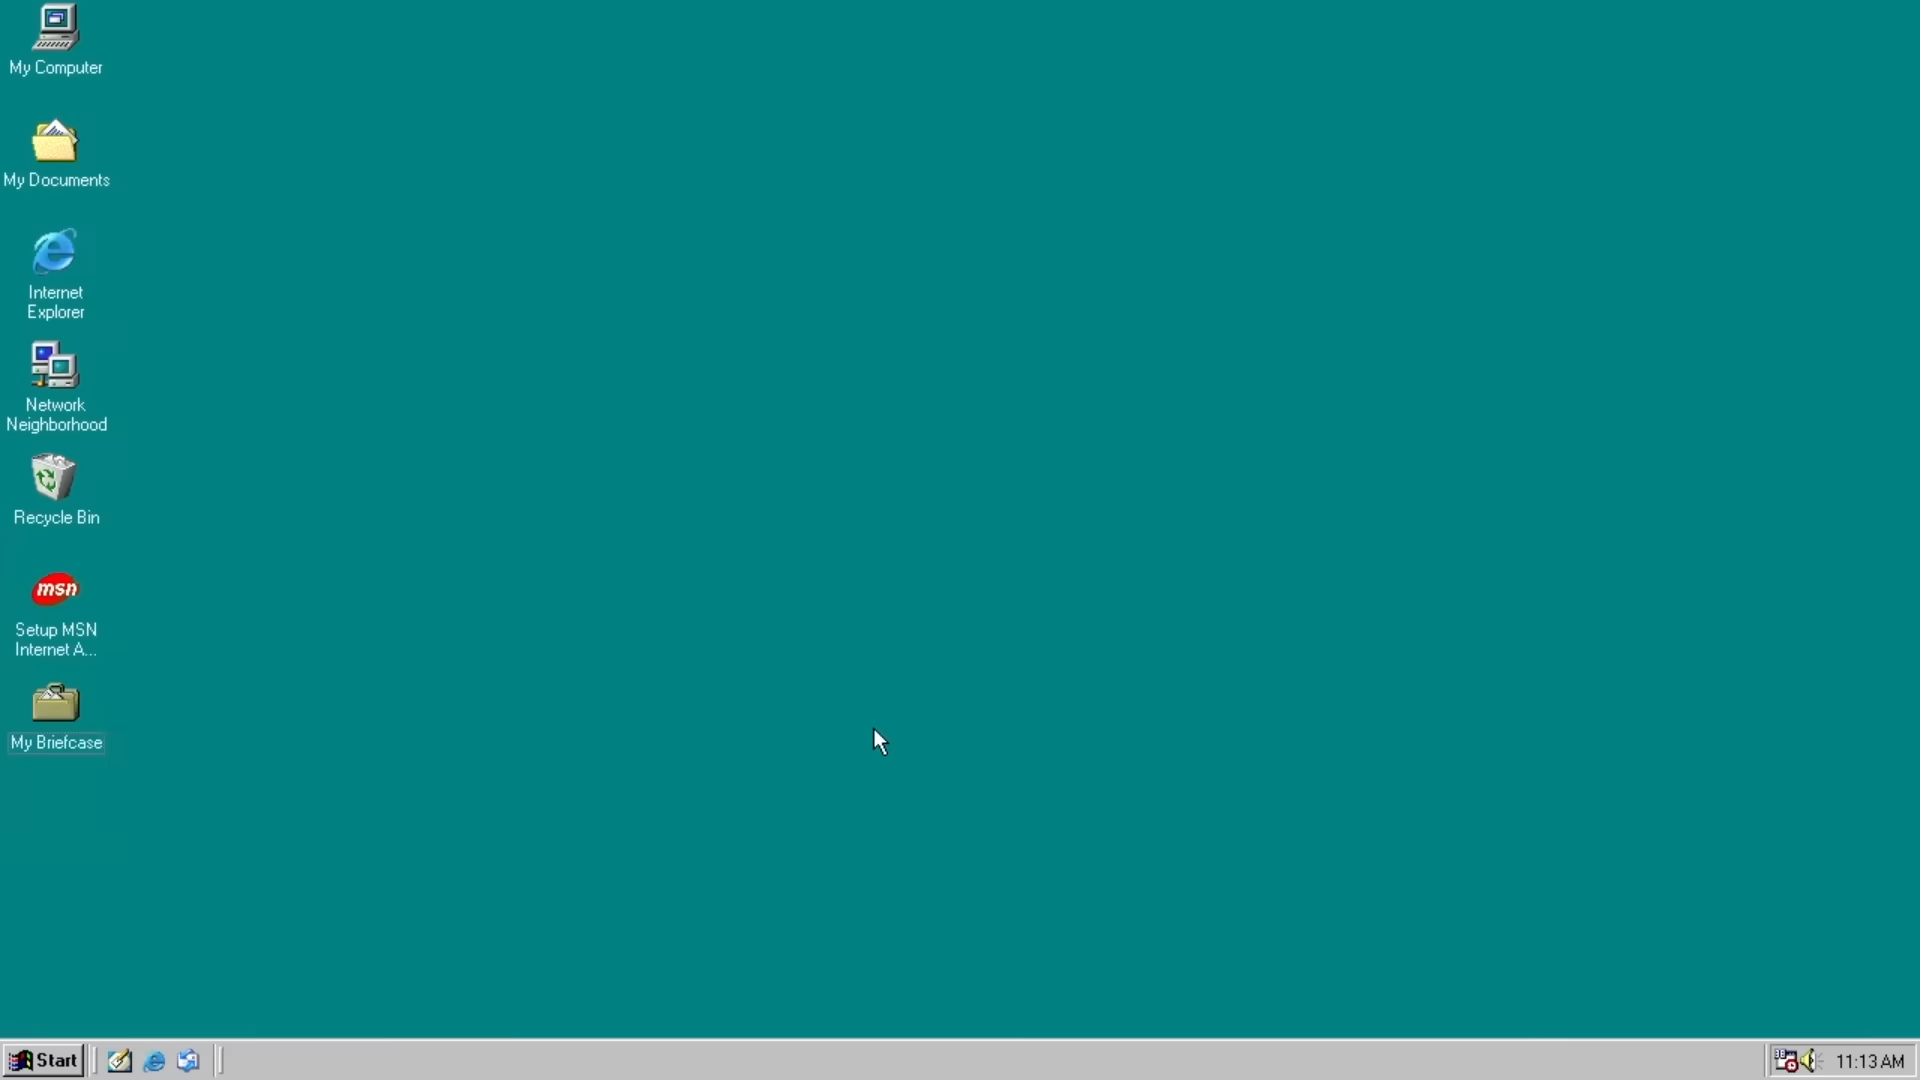 My Computer
My Documents
Internet
Explorer
Network
Neighborhood
Recycle Bin
msn
Setup MSN
Internet A...
My Briefcase
Start
11:13 AM